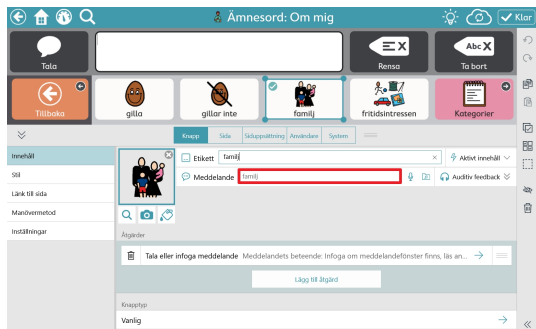 Ämnesord: Om mig
Klar
Tala
X
Rensa
Abc X
Ta bort
Tillbaka
gilla
gillar inte
familj
fritidsintressen
Kategorier
Knapp Sida Siduppsättning Användare System
Innehåll
Stil
Länk till sida
Manövermetod
Inställningar
Etikett familj
Aktivt innehåll
Meddelande familj
Auditiv feedback
Åtgärder
Tala eller infoga meddelande Meddelandets beteende: Infoga om meddelandefönster finns, läs an...
Lägg till åtgärd
Knapptyp
Vanlig